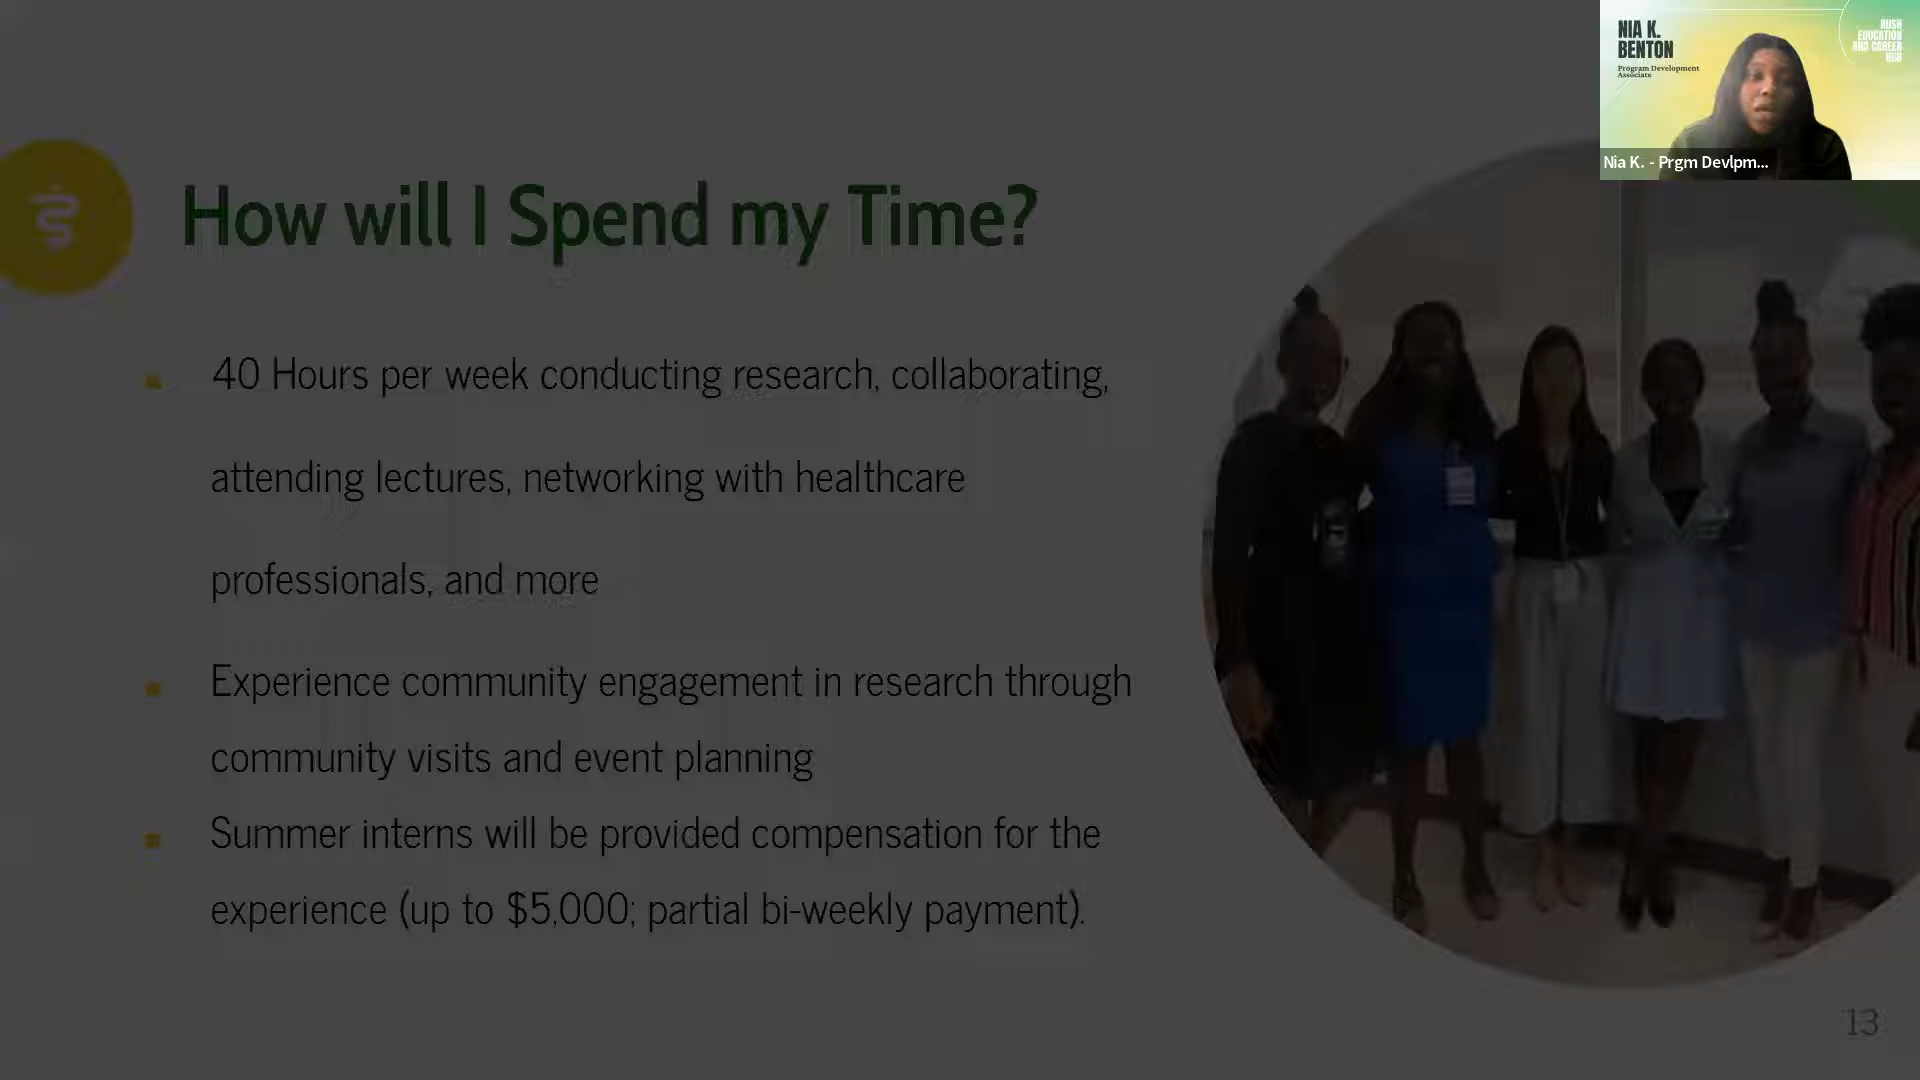 NIA K.
BENTON
Program Development
Associate
RUSH
EDUCATION
AND CAREER
HUB
Nia K. - Prgm Devlpm...
How will I Spend my Time?
40 Hours per week conducting research, collaborating,
attending lectures, networking with healthcare
professionals, and more
Experience community engagement in research through
community visits and event planning
Summer interns will be provided compensation for the
experience (up to $5,000; partial bi-weekly payment).
13